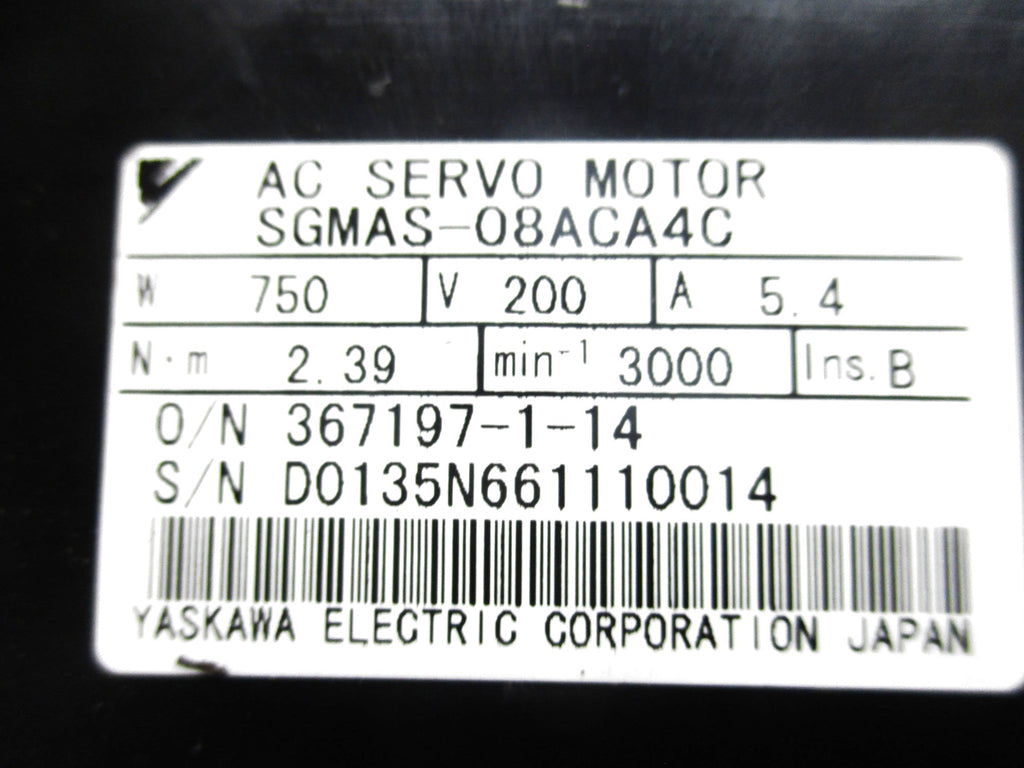 AC SERVO MOTOR
SGMAS-08ACA4C
W 750 V 200 A 5.4
N·m 2.39 min⁻¹ 3000 Ins. B
O/N 367197-1-14
S/N D0135N661110014
YASKAWA ELECTRIC CORPORATION JAPAN